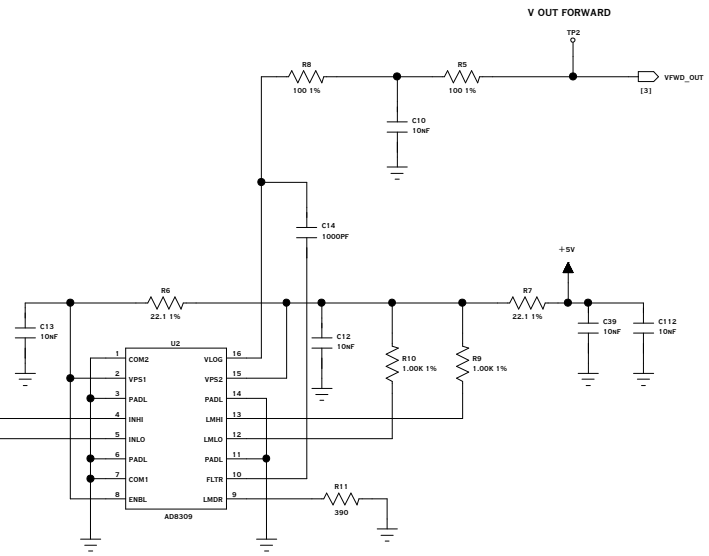 V OUT FORWARD
TP2
R8
100 1%
R5
100 1%
VFWD_OUT
[3]
C10
10NF
C14
1000PF
+5V
R6
22.1 1%
R7
22.1 1%
C13
10NF
C12
10NF
C39
10NF
C112
10NF
R10
1.00K 1%
R9
1.00K 1%
U2
1 COM2 VLOG 16
2 VPS1 VPS2 15
3 PADL PADL 14
4 INHI LMHI 13
5 INLO LMLO 12
6 PADL PADL 11
7 COM1 FLTR 10
8 ENBL LMDR 9
AD8309
R11
390